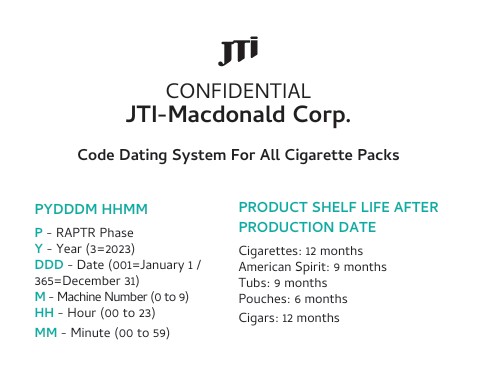 JTi
CONFIDENTIAL
JTI-Macdonald Corp.
Code Dating System For All Cigarette Packs
PYDDDM HHMM
P - RAPTR Phase
Y - Year (3=2023)
DDD - Date (001=January 1 /
365=December 31)
M - Machine Number (0 to 9)
HH - Hour (00 to 23)
MM - Minute (00 to 59)
PRODUCT SHELF LIFE AFTER
PRODUCTION DATE
Cigarettes: 12 months
American Spirit: 9 months
Tubs: 9 months
Pouches: 6 months
Cigars: 12 months